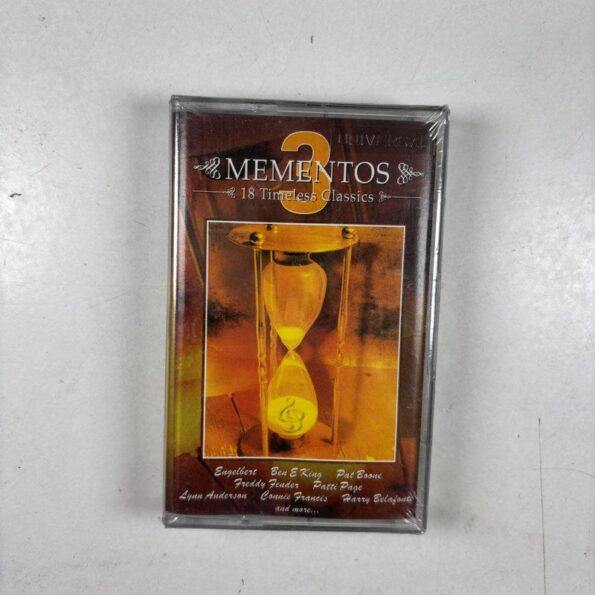 UNIVERSAL
3
MEMENTOS
18 Timeless Classics
Engelbert Ben E King Pat Boone
Freddy Fender Patti Page
Lynn Anderson Connie Francis Harry Belafonte
and more...